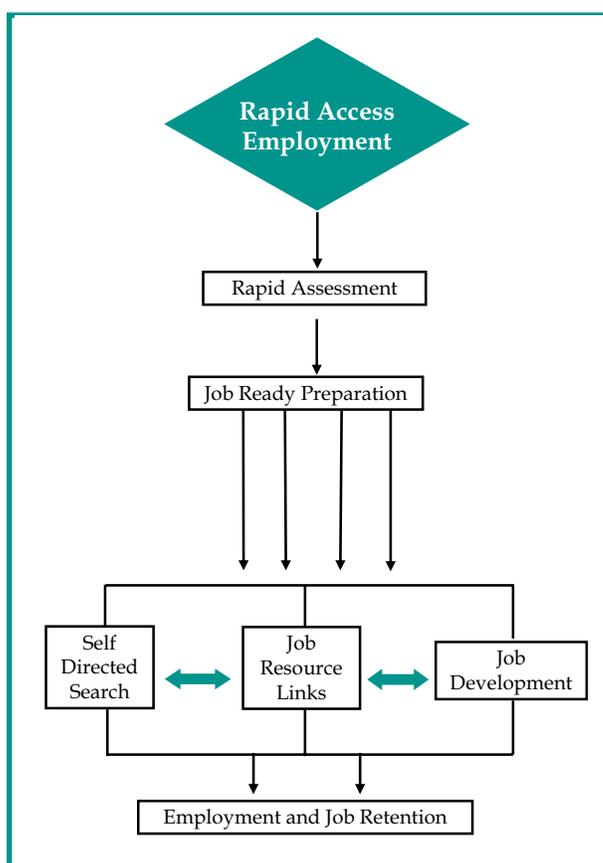 Rapid Access
Employment
Rapid Assessment
Job Ready Preparation
Self
Directed
Search
Job
Resource
Links
Job
Development
Employment and Job Retention